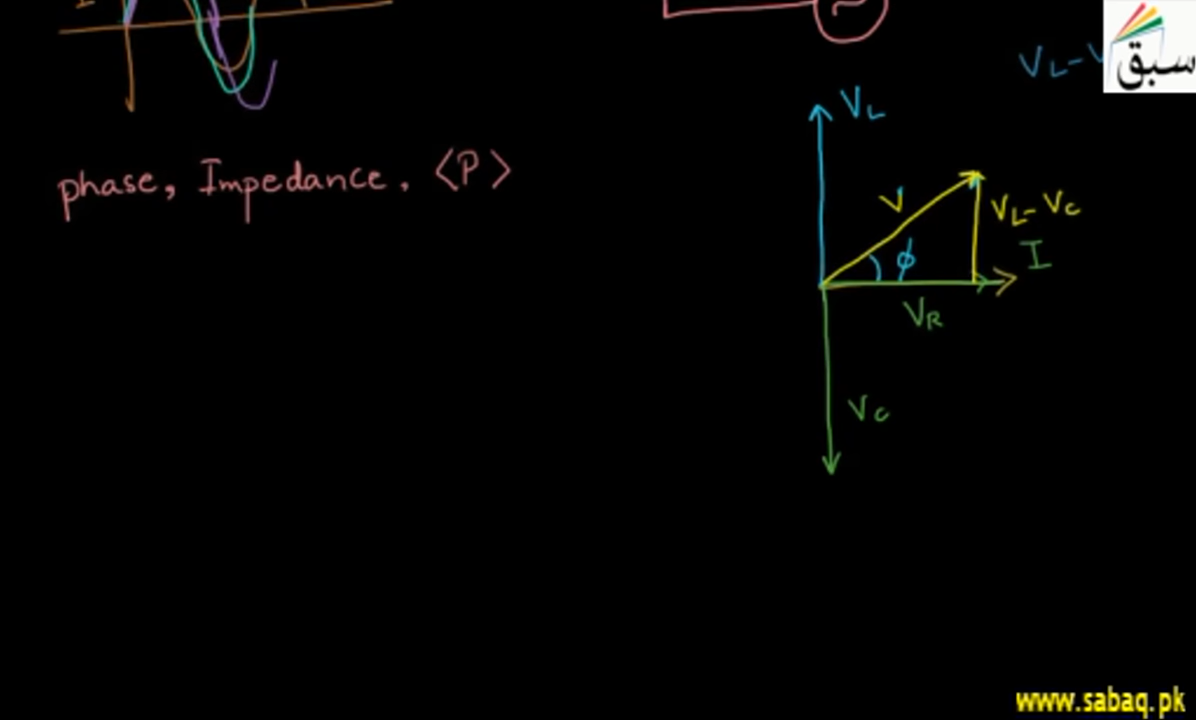 سبق
V_L - V
V_L
phase, Impedance, <P>
V
V_L - V_C
I
φ
V_R
V_C
www.sabaq.pk